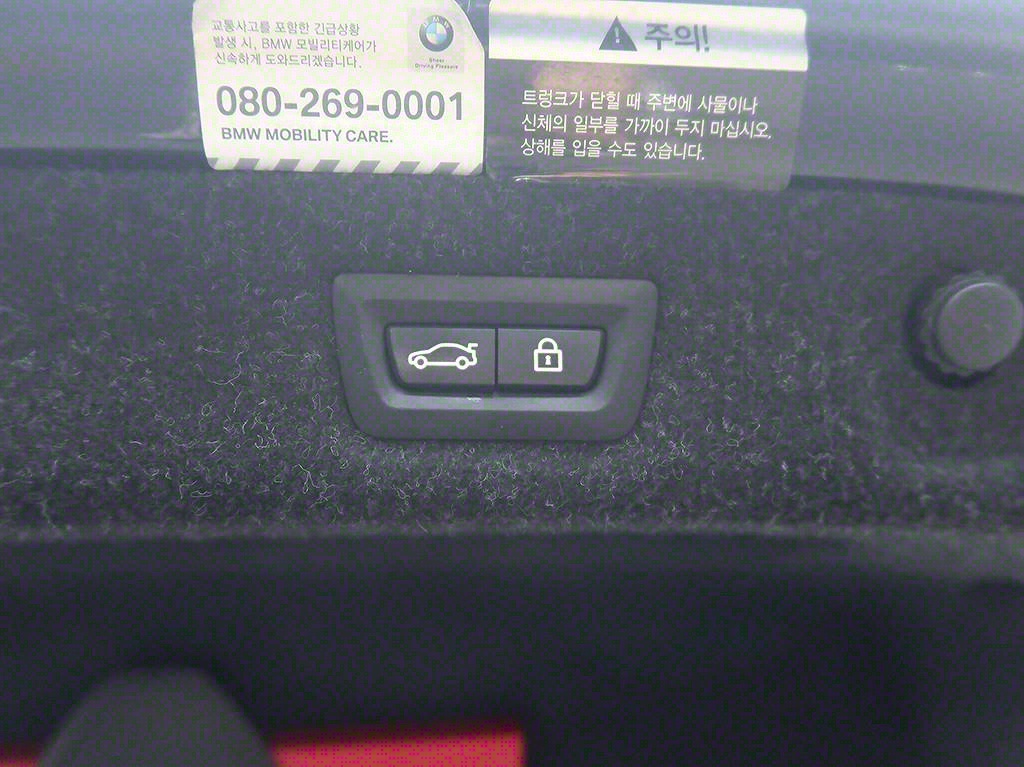 교통사고를 포함한 긴급상황
발생 시, BMW 모빌리티케어가
신속하게 도와드리겠습니다.
BMW
Sheer
Driving Pleasure
080-269-0001
BMW MOBILITY CARE.
주의!
트렁크가 닫힐 때 주변에 사물이나
신체의 일부를 가까이 두지 마십시오.
상해를 입을 수도 있습니다.